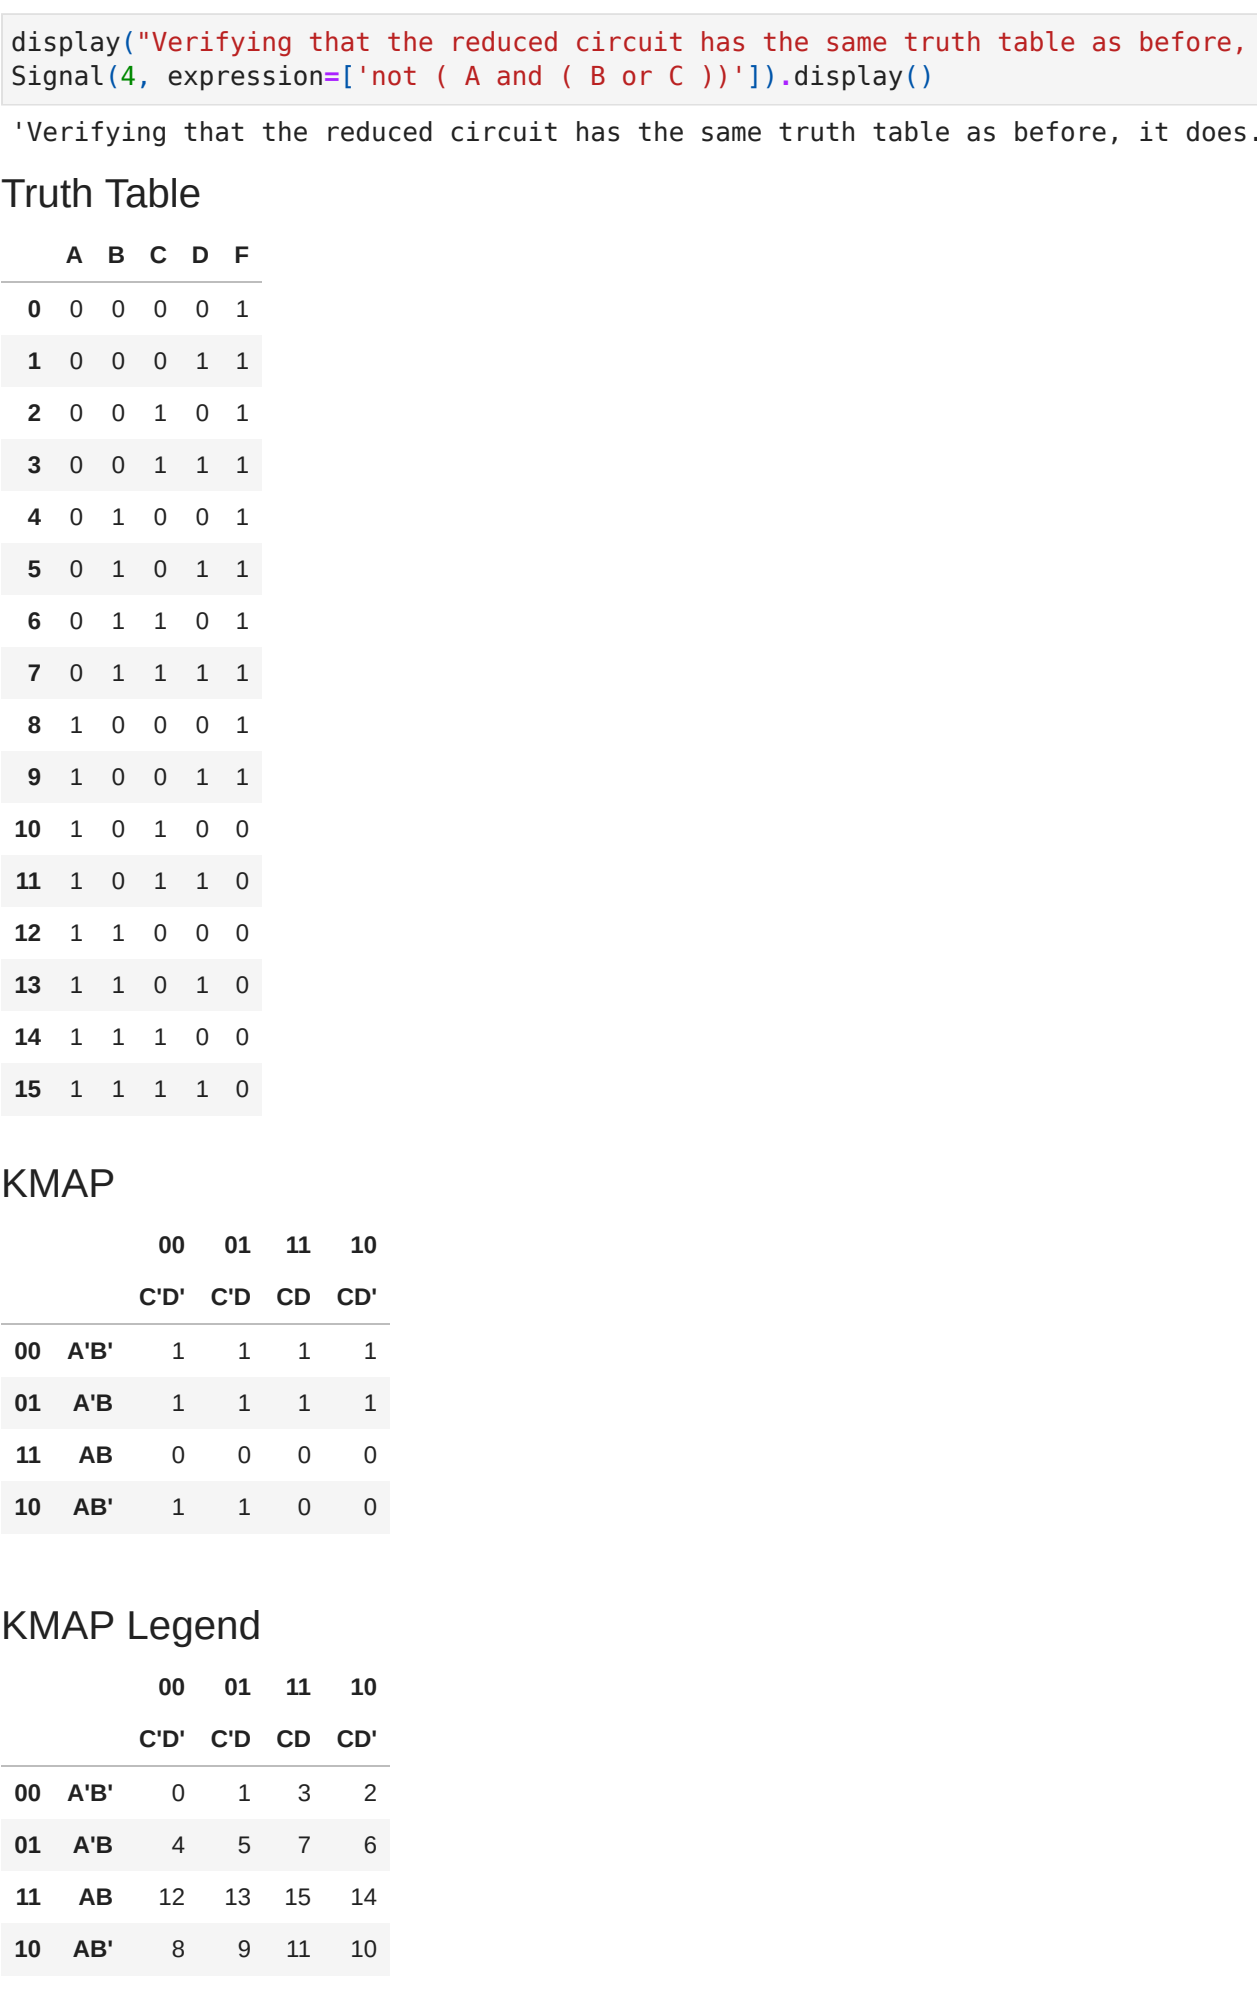 display("Verifying that the reduced circuit has the same truth table as before,
Signal(4, expression=['not ( A and ( B or C ))']).display()
'Verifying that the reduced circuit has the same truth table as before, it does.
Truth Table
A B C D F
0 0 0 0 0 1
1 0 0 0 1 1
2 0 0 1 0 1
3 0 0 1 1 1
4 0 1 0 0 1
5 0 1 0 1 1
6 0 1 1 0 1
7 0 1 1 1 1
8 1 0 0 0 1
9 1 0 0 1 1
10 1 0 1 0 0
11 1 0 1 1 0
12 1 1 0 0 0
13 1 1 0 1 0
14 1 1 1 0 0
15 1 1 1 1 0
KMAP
00 01 11 10
C'D' C'D CD CD'
00 A'B' 1 1 1 1
01 A'B 1 1 1 1
11 AB 0 0 0 0
10 AB' 1 1 0 0
KMAP Legend
00 01 11 10
C'D' C'D CD CD'
00 A'B' 0 1 3 2
01 A'B 4 5 7 6
11 AB 12 13 15 14
10 AB' 8 9 11 10